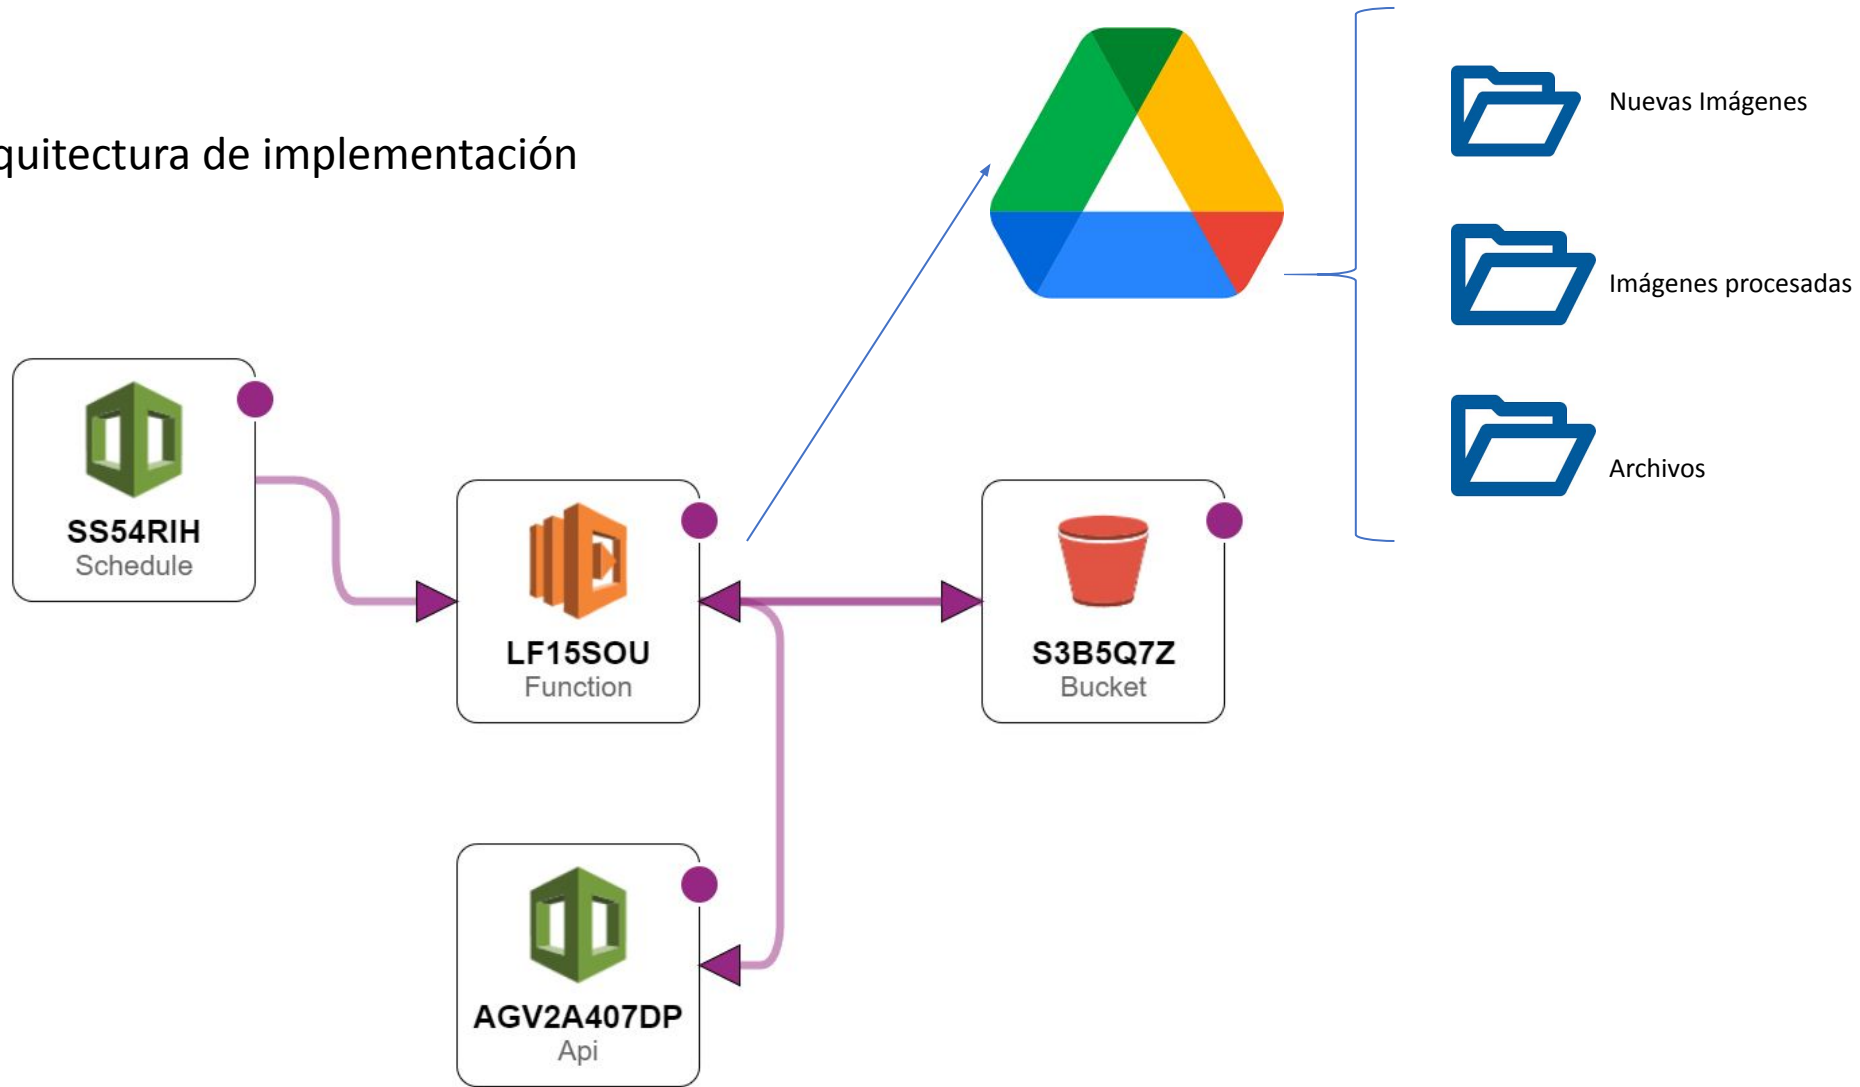 quitectura de implementación
Nuevas Imágenes
Imágenes procesadas
Archivos
SS54RIH
Schedule
LF15SOU
Function
S3B5Q7Z
Bucket
AGV2A407DP
Api